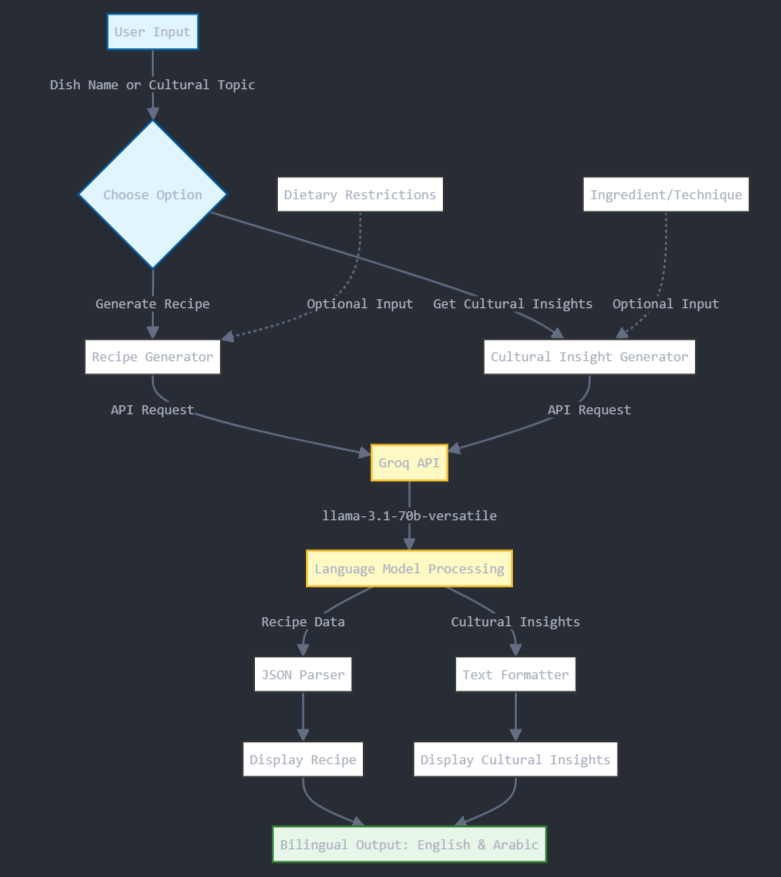 User Input
Dish Name or Cultural Topic
Choose Option
Dietary Restrictions
Ingredient/Technique
Generate Recipe
Optional Input
Get Cultural Insights
Optional Input
Recipe Generator
Cultural Insight Generator
API Request
API Request
Groq API
llama-3.1-70b-versatile
Language Model Processing
Recipe Data
Cultural Insights
JSON Parser
Text Formatter
Display Recipe
Display Cultural Insights
Bilingual Output: English & Arabic